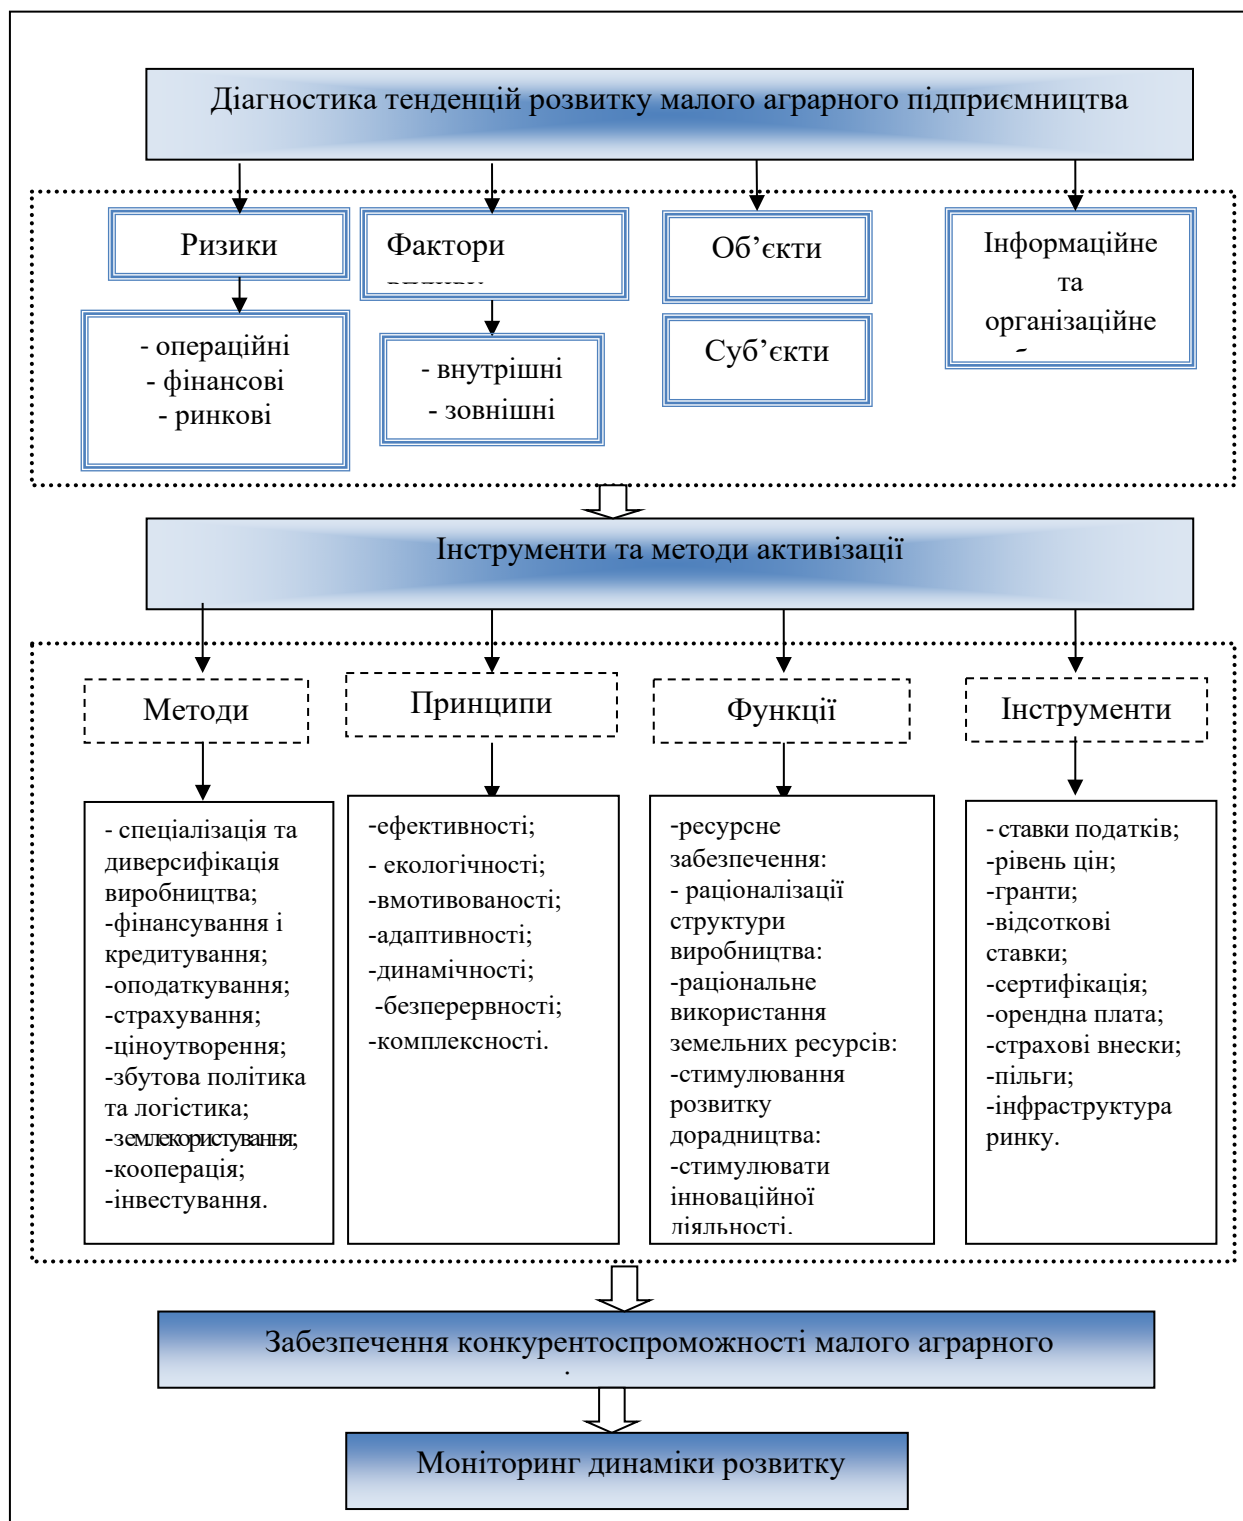 Діагностика тенденцій розвитку малого аграрного підприємництва
Ризики
- операційні
- фінансові
- ринкові
Фактори
- внутрішні
- зовнішні
Об’єкти
Суб’єкти
Інформаційне
та
організаційне
Інструменти та методи активізації
Методи
- спеціалізація та
диверсифікація
виробництва;
-фінансування і
кредитування;
-оподаткування;
-страхування;
-ціноутворення;
-збутова політика
та логістика;
-землекористування;
-кооперація;
-інвестування.
Принципи
-ефективності;
- екологічності;
-вмотивованості;
-адаптивності;
-динамічності;
-безперервності;
-комплексності.
Функції
-ресурсне
забезпечення:
- раціоналізації
структури
виробництва:
-раціональне
використання
земельних ресурсів:
-стимулювання
розвитку
дорадництва:
-стимулювати
інноваційної
діяльності.
Інструменти
- ставки податків;
-рівень цін;
-гранти;
-відсоткові
ставки;
-сертифікація;
-орендна плата;
-страхові внески;
-пільги;
-інфраструктура
ринку.
Забезпечення конкурентоспроможності малого аграрного
Моніторинг динаміки розвитку